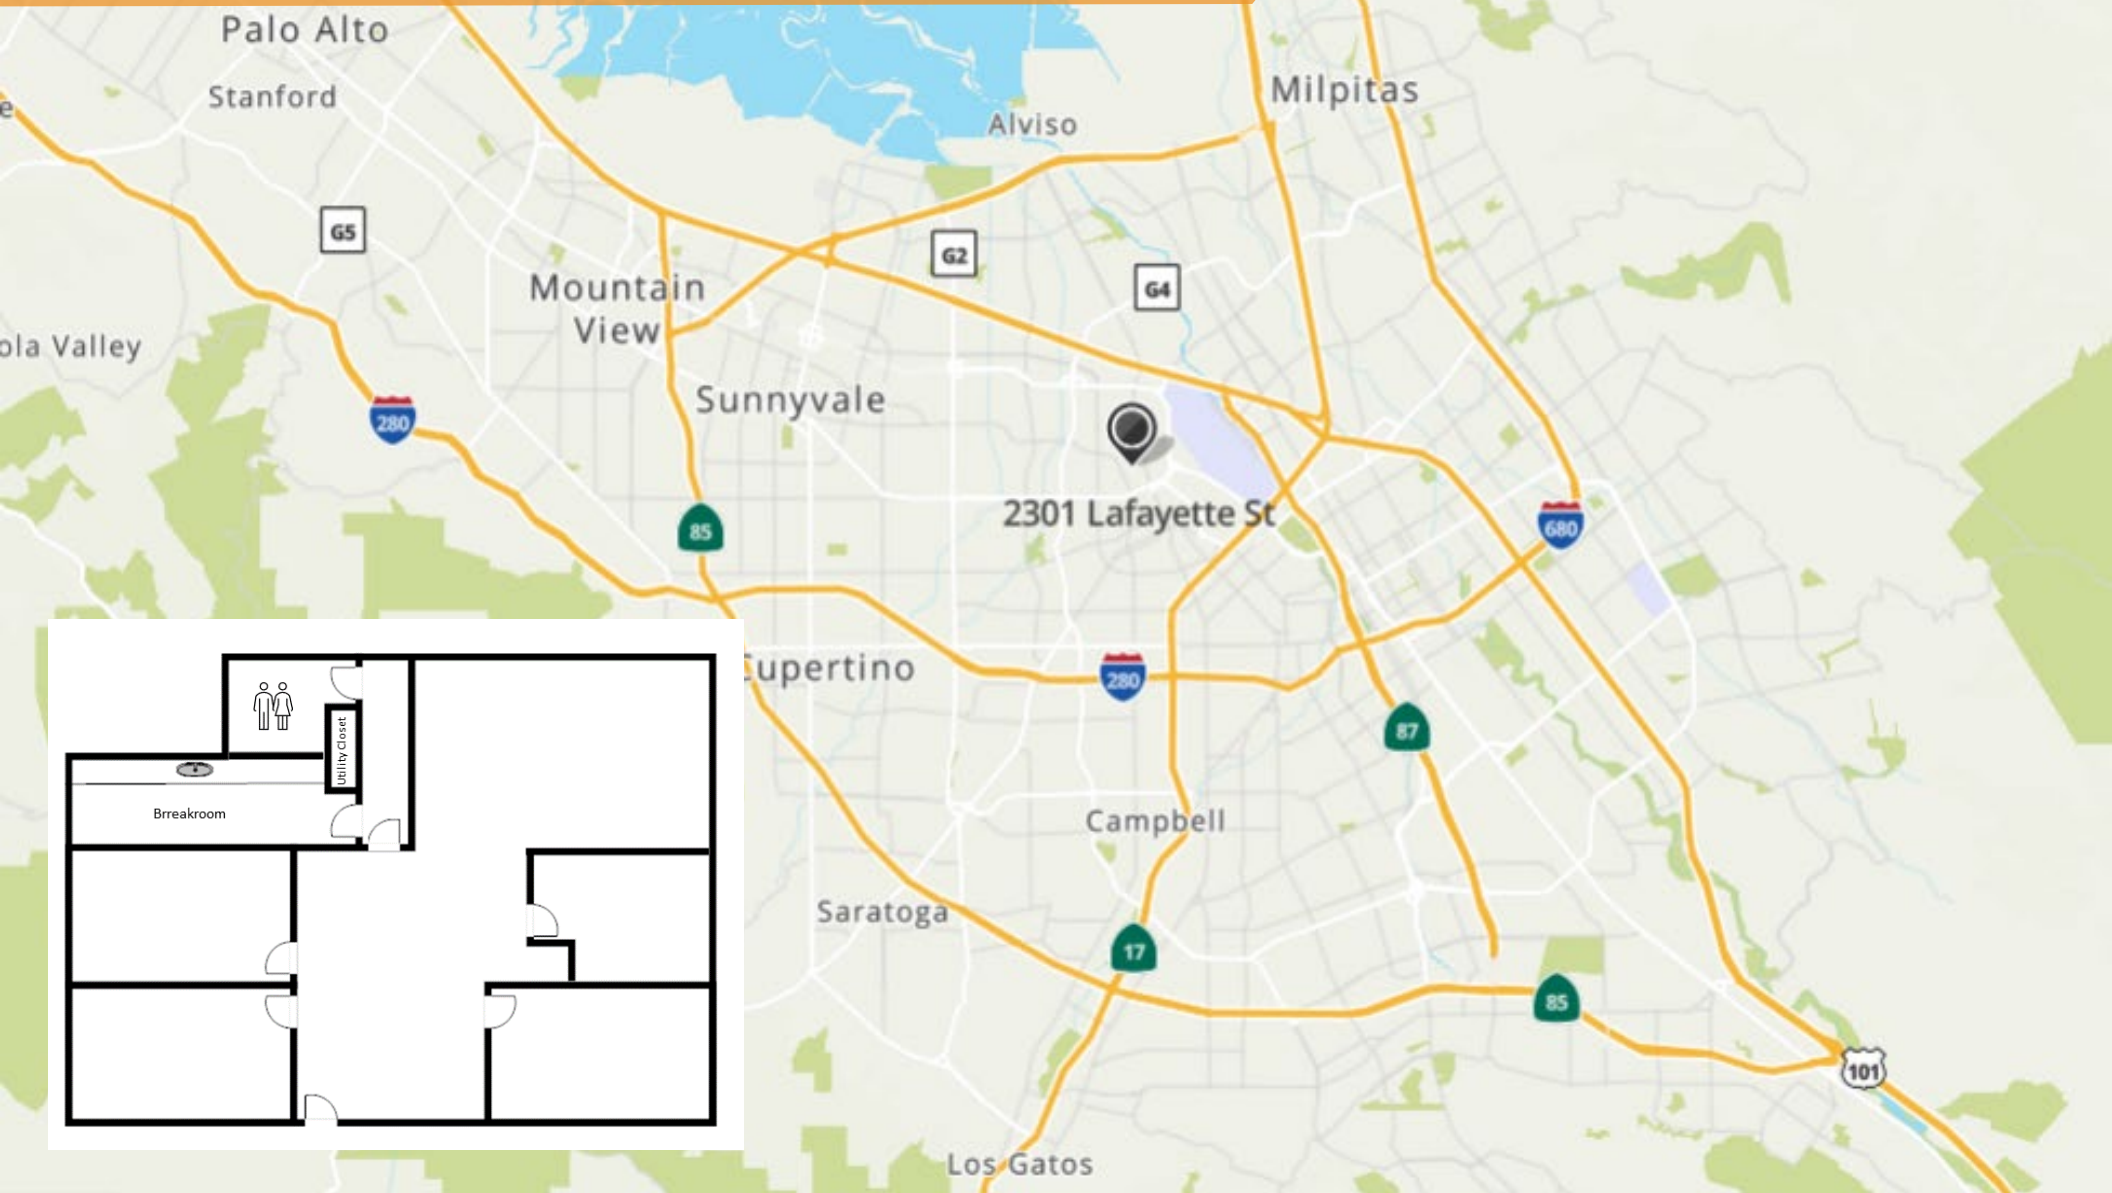 Palo Alto
Stanford
e
Milpitas
Alviso
G5
G2
G4
Mountain
View
ola Valley
Sunnyvale
280
2301 Lafayette St
85
680
Cupertino
280
87
Utility Closet
Brreakroom
Campbell
Saratoga
17
85
101
Los Gatos